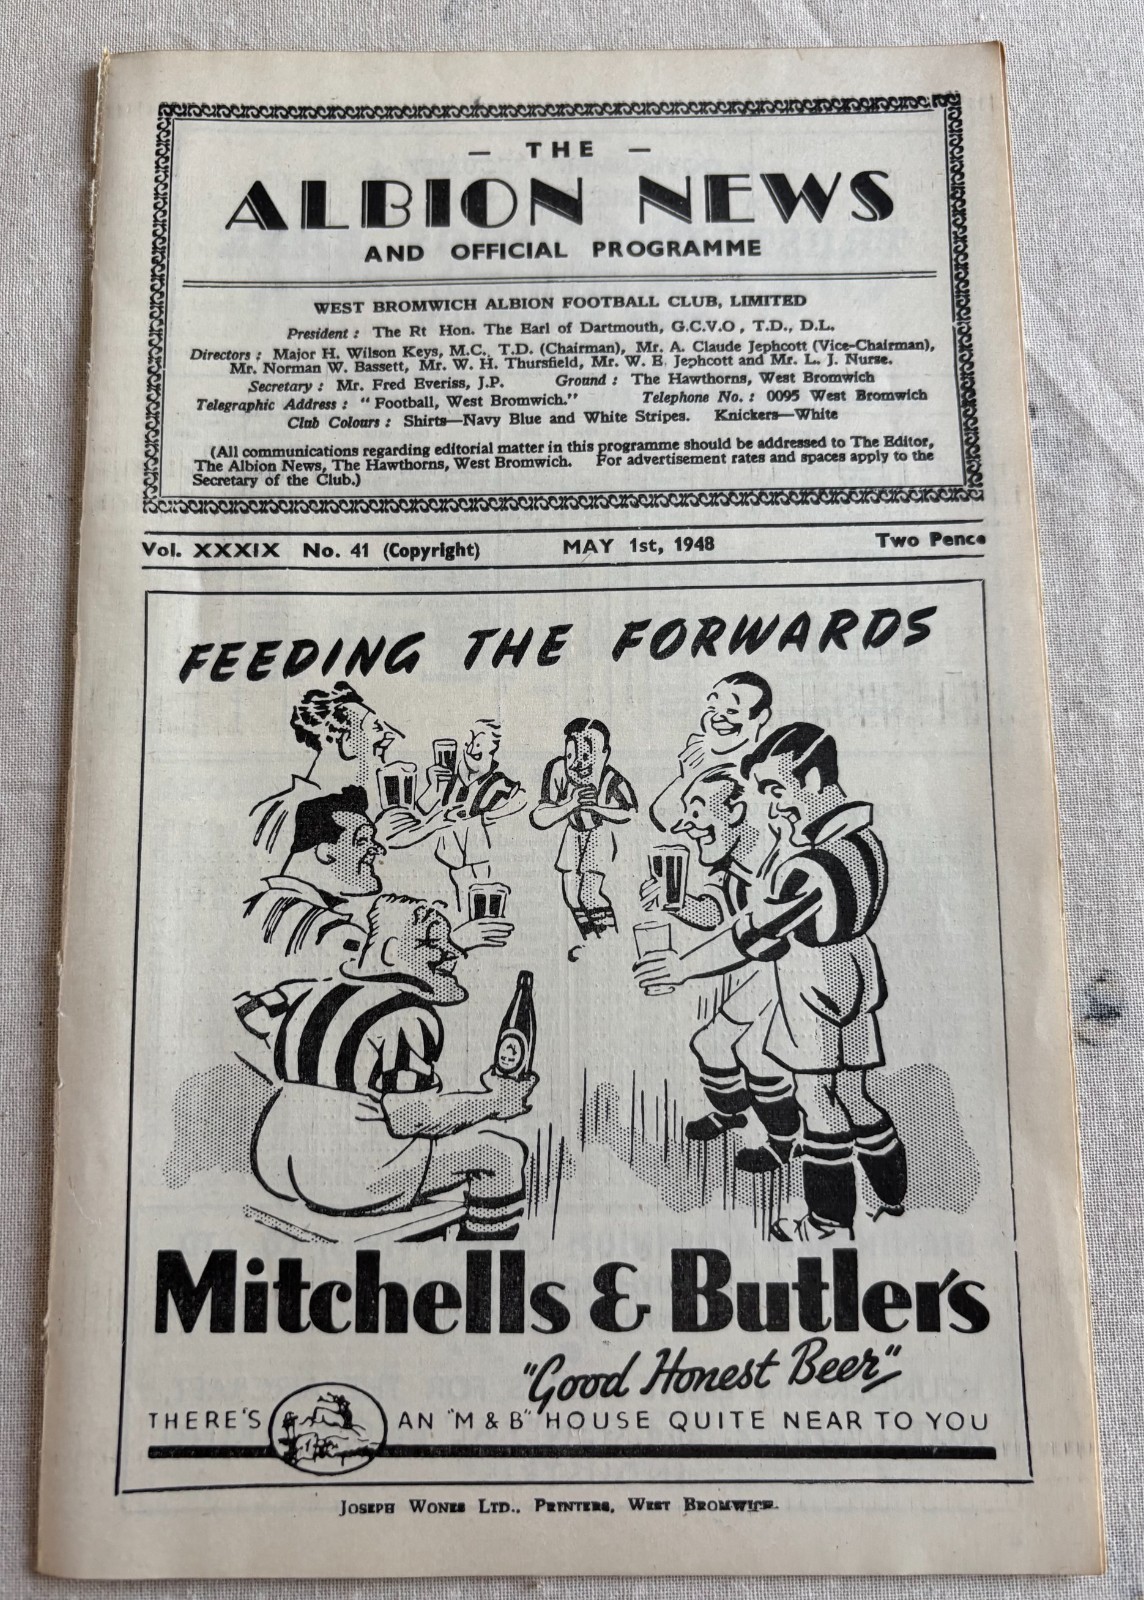 — THE —
ALBION NEWS
AND OFFICIAL PROGRAMME
WEST BROMWICH ALBION FOOTBALL CLUB, LIMITED
President : The Rt Hon. The Earl of Dartmouth, G.C.V.O , T.D., D.L.
Directors : Major H. Wilson Keys, M.C., T.D. (Chairman), Mr. A. Claude Jephcott (Vice-Chairman),
Mr. Norman W. Bassett, Mr. W. H. Thursfield, Mr. W. E. Jephcott and Mr. L. J. Nurse.
Secretary : Mr. Fred Everiss, J.P. Ground : The Hawthorns, West Bromwich
Telegraphic Address : " Football, West Bromwich." Telephone No. : 0095 West Bromwich
Club Colours : Shirts—Navy Blue and White Stripes. Knickers—White
(All communications regarding editorial matter in this programme should be addressed to The Editor,
The Albion News, The Hawthorns, West Bromwich. For advertisement rates and spaces apply to the
Secretary of the Club.)
Vol. XXXIX No. 41 (Copyright) MAY 1st, 1948 Two Pence
FEEDING THE FORWARDS
Mitchells & Butler's
"Good Honest Beer"
THERE'S AN "M & B" HOUSE QUITE NEAR TO YOU
JOSEPH WONES LTD., PRINTERS, WEST BROMWICH.